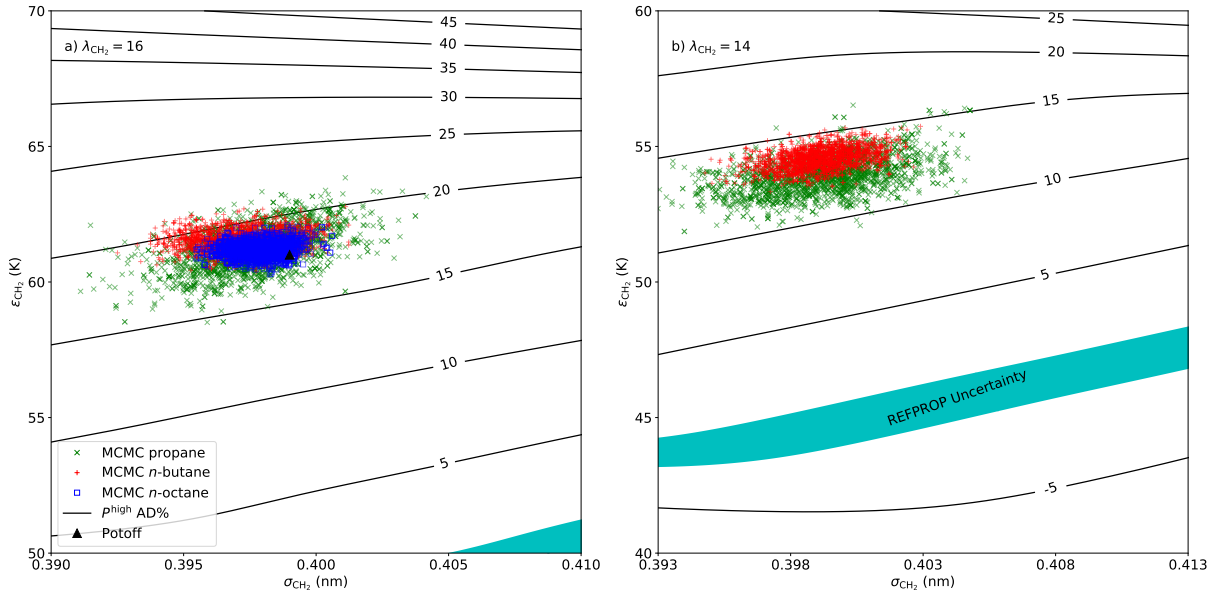 a) λCH2 = 16
70
65
60
55
50
εCH2 (K)
45
40
35
30
25
20
15
10
5
MCMC propane
MCMC n-butane
MCMC n-octane
P^high AD%
Potoff
0.390
0.395
0.400
0.405
0.410
σCH2 (nm)
b) λCH2 = 14
60
55
50
45
40
εCH2 (K)
25
20
15
10
5
REFPROP Uncertainty
-5
0.393
0.398
0.403
0.408
0.413
σCH2 (nm)